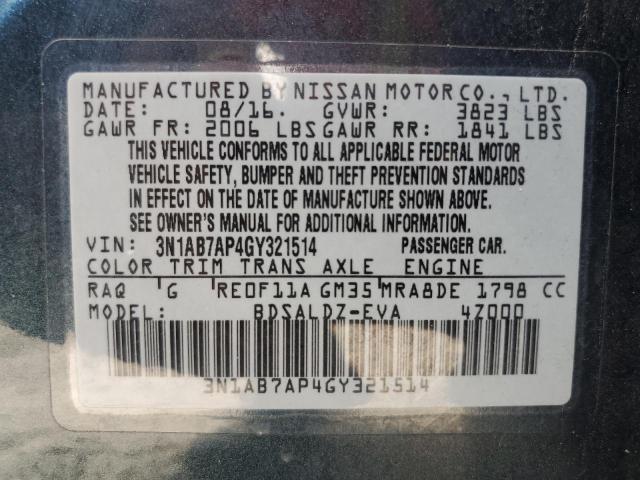 MANUFACTURED BY NISSAN MOTOR CO., LTD.
DATE: 08/16. GVWR: 3823 LBS
GAWR FR: 2006 LBS GAWR RR: 1841 LBS
THIS VEHICLE CONFORMS TO ALL APPLICABLE FEDERAL MOTOR
VEHICLE SAFETY, BUMPER AND THEFT PREVENTION STANDARDS
IN EFFECT ON THE DATE OF MANUFACTURE SHOWN ABOVE.
SEE OWNER'S MANUAL FOR ADDITIONAL INFORMATION.
VIN: 3N1AB7AP4GY321514 PASSENGER CAR.
COLOR TRIM TRANS AXLE ENGINE
RAQ G RE0F11A GM35 MRA8DE 1798 CC
MODEL: BDSALDZ-EVA 4Z000
3N1AB7AP4GY321514